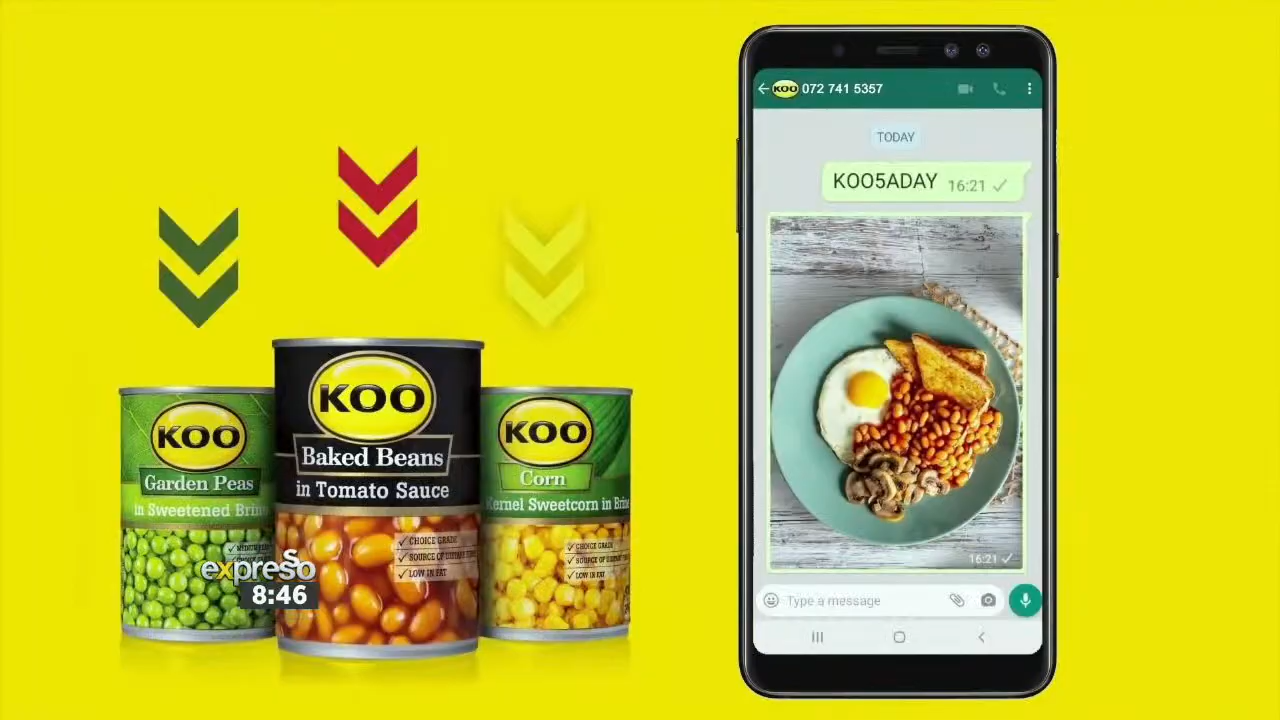 KOO
Garden Peas
in Sweetened Brine
KOO
Baked Beans
in Tomato Sauce
CHOICE GRADE
LOW IN FAT
KOO
Corn
Kernel Sweetcorn in Brine
CHOICE GRADE
LOW IN FAT
expresso
8:46
KOO 072 741 5357
TODAY
KOO5ADAY 16:21
16:21
Type a message